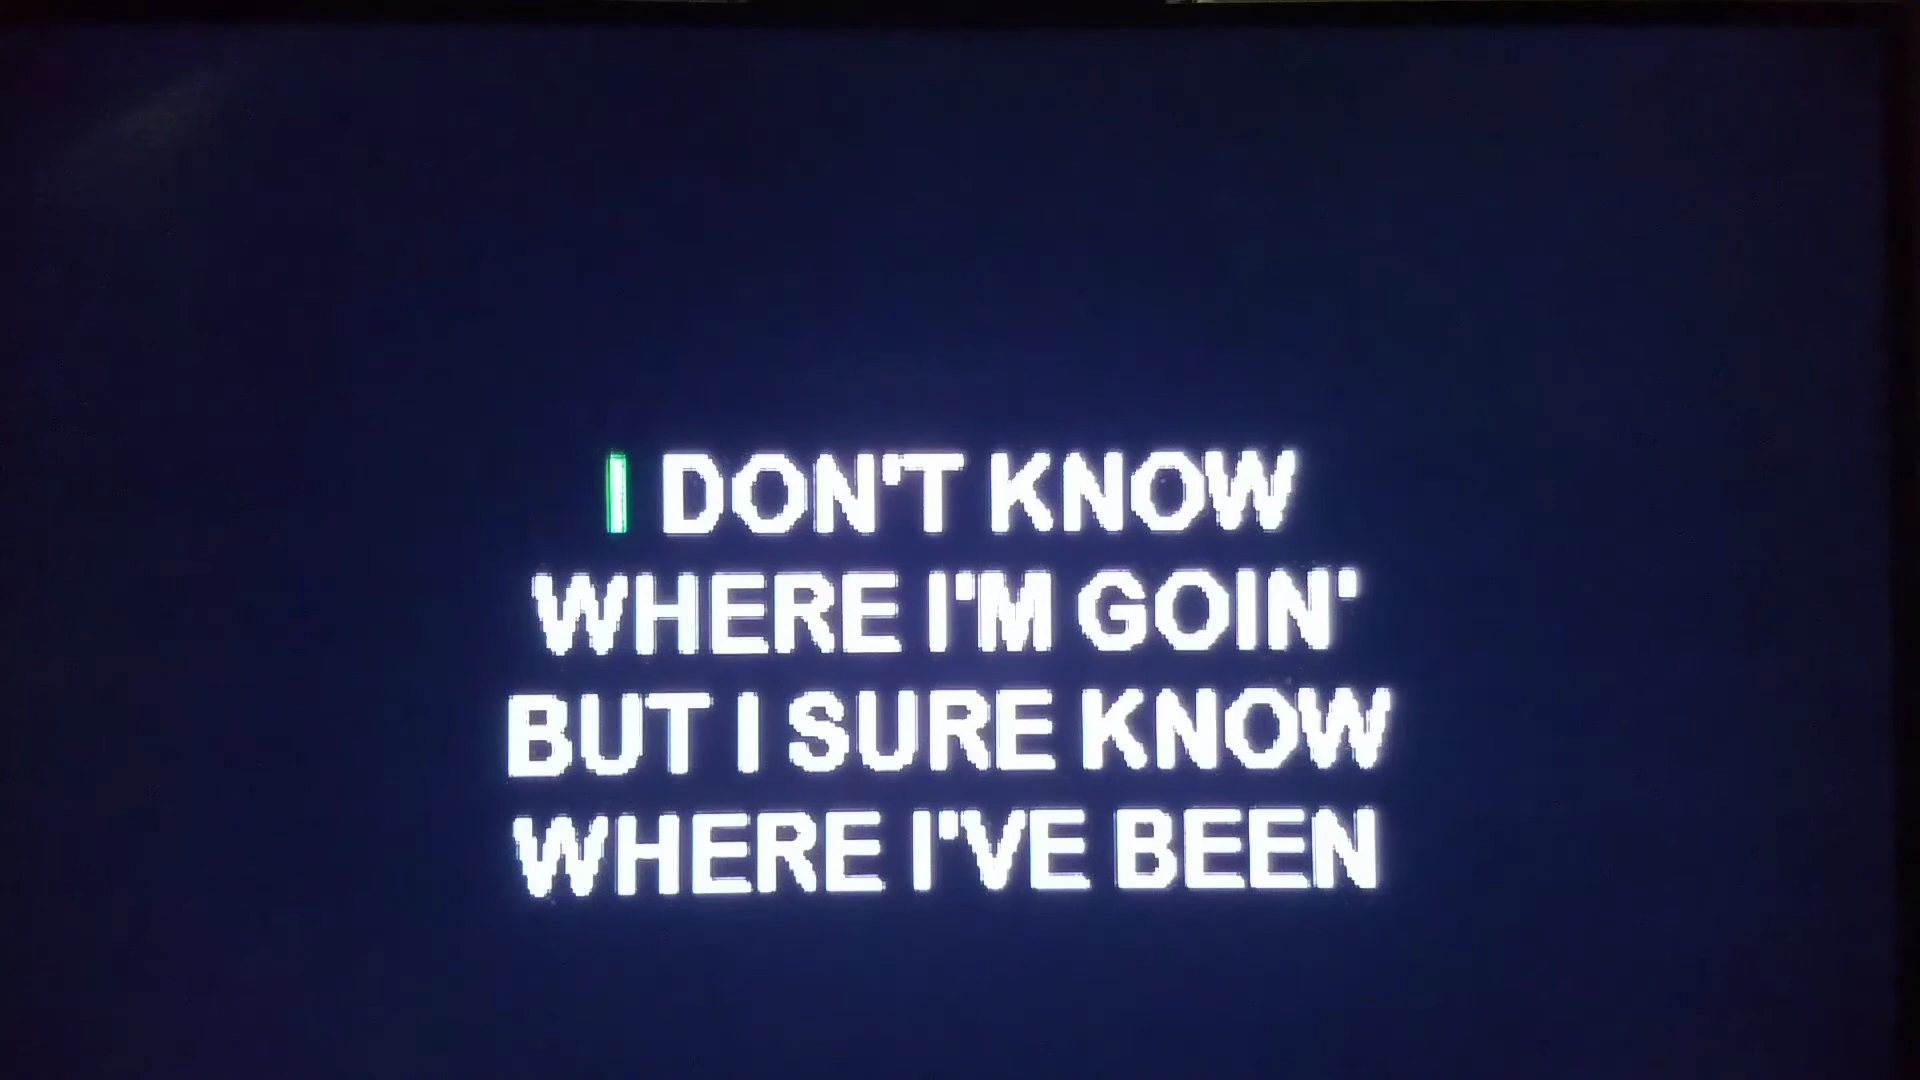 I DON'T KNOW
WHERE I'M GOIN'
BUT I SURE KNOW
WHERE I'VE BEEN